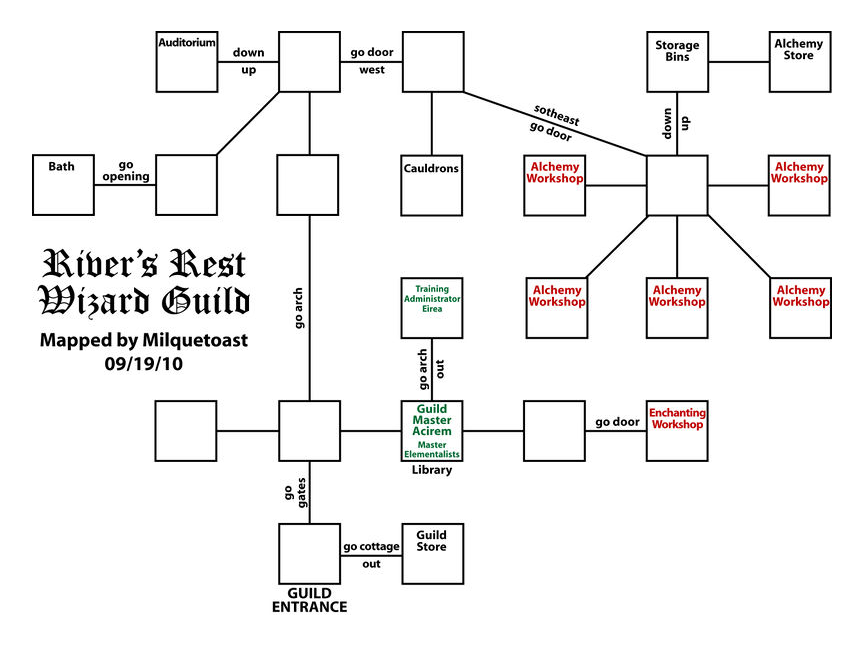 Auditorium
down
up
go door
west
Storage
Bins
Alchemy
Store
sotheast
go door
down
up
Bath
go
opening
Cauldrons
Alchemy
Workshop
Alchemy
Workshop
River's Rest
Wizard Guild
Mapped by Milquetoast
09/19/10
go arch
Training
Administrator
Eirea
Alchemy
Workshop
Alchemy
Workshop
Alchemy
Workshop
go arch
out
Guild
Master
Acirem
Master
Elementalists
Library
go door
Enchanting
Workshop
go
gates
go cottage
out
Guild
Store
GUILD
ENTRANCE